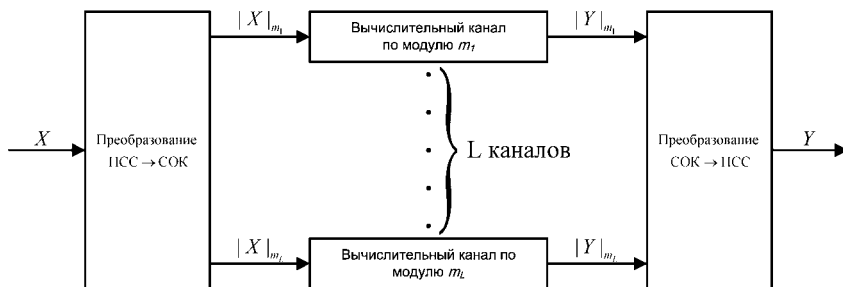 | X |ₘ₁
Вычислительный канал
по модулю m₁
| Y |ₘ₁
X
Преобразование
ПСС → СОК
L каналов
Преобразование
СОК → ПСС
Y
| X |ₘL
Вычислительный канал по
модулю mL
| Y |ₘL